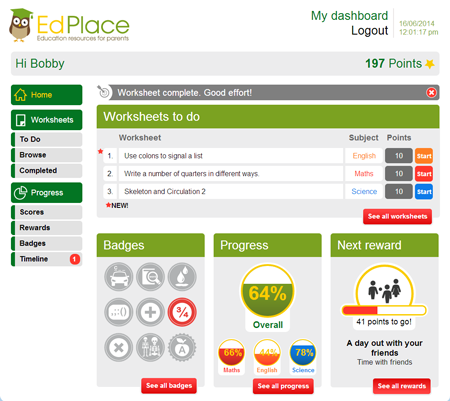 EdPlace
Education resources for parents
My dashboard
Logout
16/06/2014
12:01:17 pm
Hi Bobby
197 Points
Home
Worksheets
To Do
Browse
Completed
Progress
Scores
Rewards
Badges
Timeline
1
Worksheet complete. Good effort!
Worksheets to do
Worksheet Subject Points
1. Use colons to signal a list English 10 Start
2. Write a number of quarters in different ways. Maths 10 Start
3. Skeleton and Circulation 2 Science 10 Start
NEW!
See all worksheets
Badges
¾
A
See all badges
Progress
64%
Overall
66% 44% 78%
Maths English Science
See all progress
Next reward
41 points to go!
A day out with your
friends
Time with friends
See all rewards